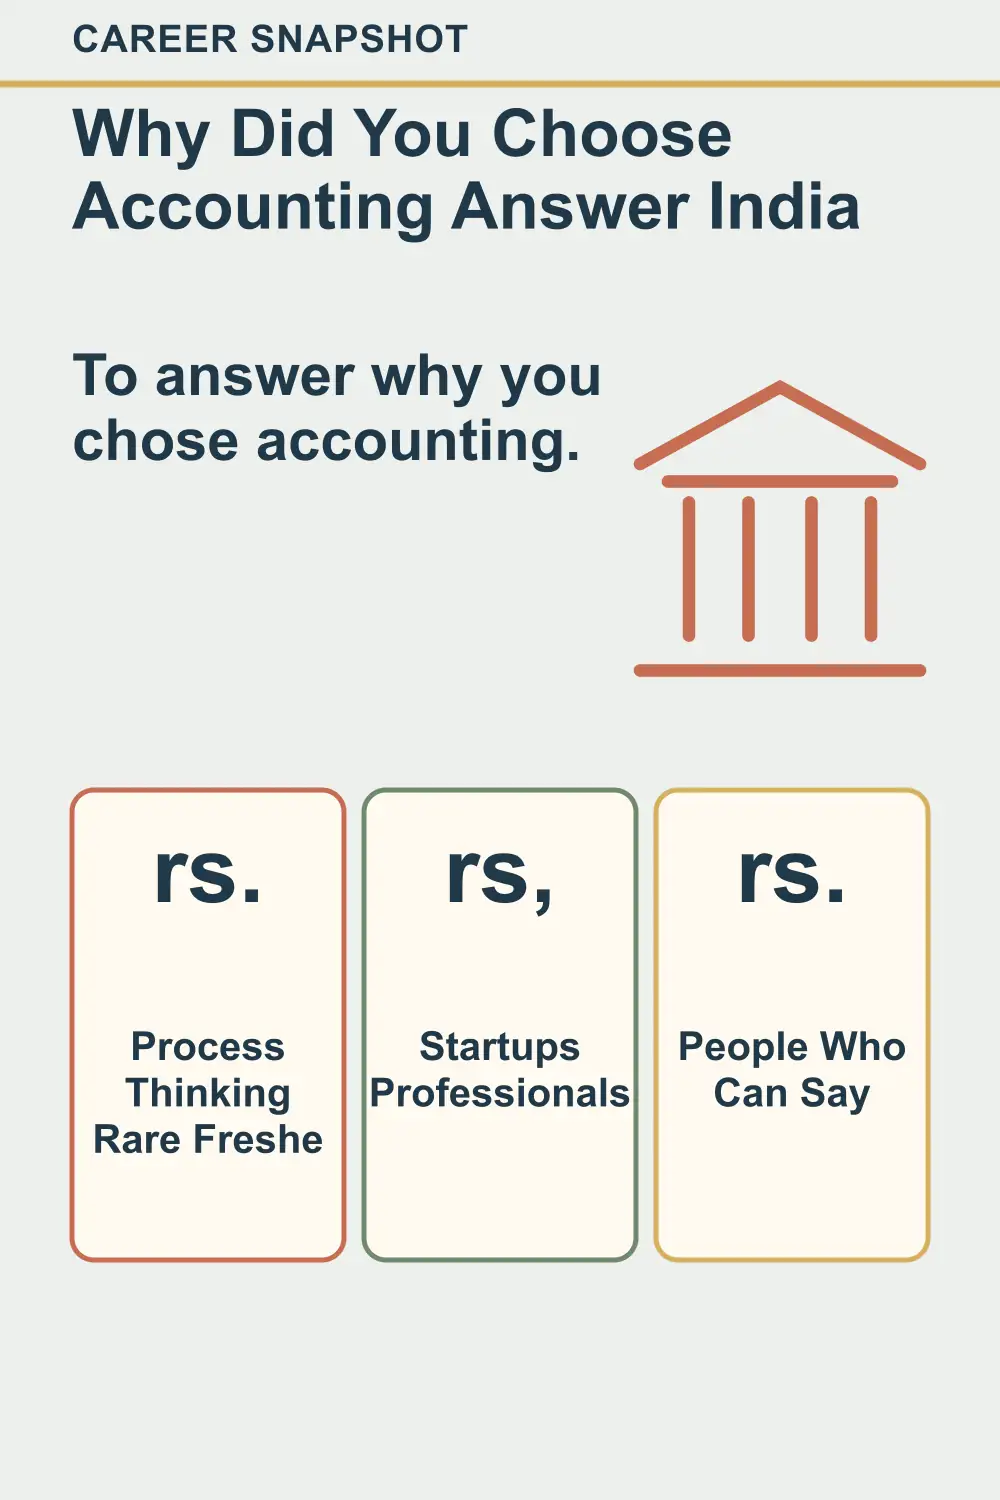 CAREER SNAPSHOT
Why Did You Choose
Accounting Answer India
To answer why you
chose accounting.
rs.
Process
Thinking
Rare Freshe
rs,
Startups
Professionals
rs.
People Who
Can Say